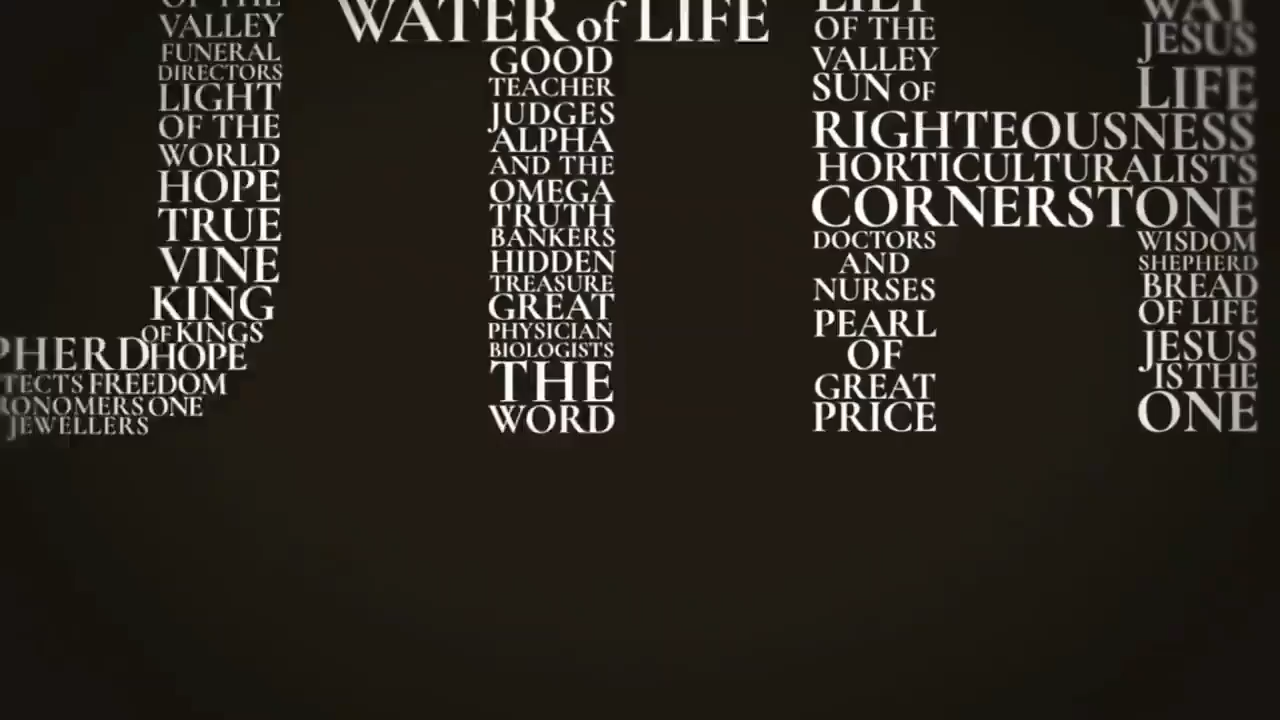 VALLEY
FUNERAL
DIRECTORS
LIGHT
OF THE
WORLD
HOPE
TRUE
VINE
KING
OF KINGS
HOPE
FREEDOM
ONE
JEWELLERS
WATER of LIFE
GOOD
TEACHER
JUDGES
ALPHA
AND THE
OMEGA
TRUTH
BANKERS
HIDDEN
TREASURE
GREAT
PHYSICIAN
BIOLOGISTS
THE
WORD
LILY
OF THE
VALLEY
SUN OF
RIGHTEOUSNESS
HORTICULTURALISTS
CORNERSTONE
DOCTORS
AND
NURSES
PEARL
OF
GREAT
PRICE
WAY
JESUS
LIFE
WISDOM
SHEPHERD
BREAD
OF LIFE
JESUS
IS THE
ONE